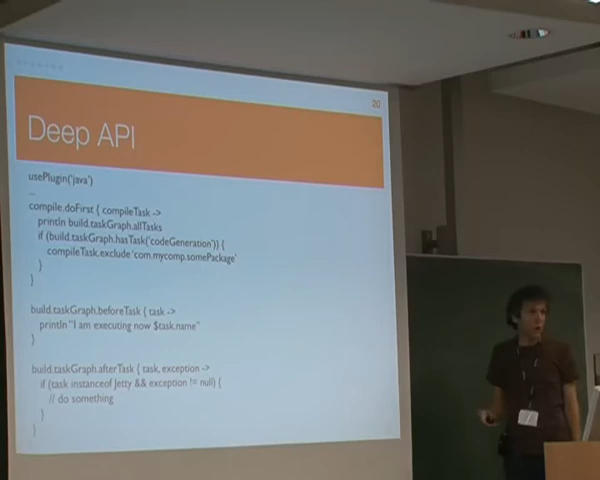 20
Deep API
usePlugin('java')
...
compile.doFirst { compileTask ->
println build.taskGraph.allTasks
if (build.taskGraph.hasTask('codeGeneration')) {
compileTask.exclude 'com.mycomp.somePackage'
}
}
build.taskGraph.beforeTask { task ->
println "I am executing now $task.name"
}
build.taskGraph.afterTask { task, exception ->
if (task instanceof Jetty && exception != null) {
// do something
}
}